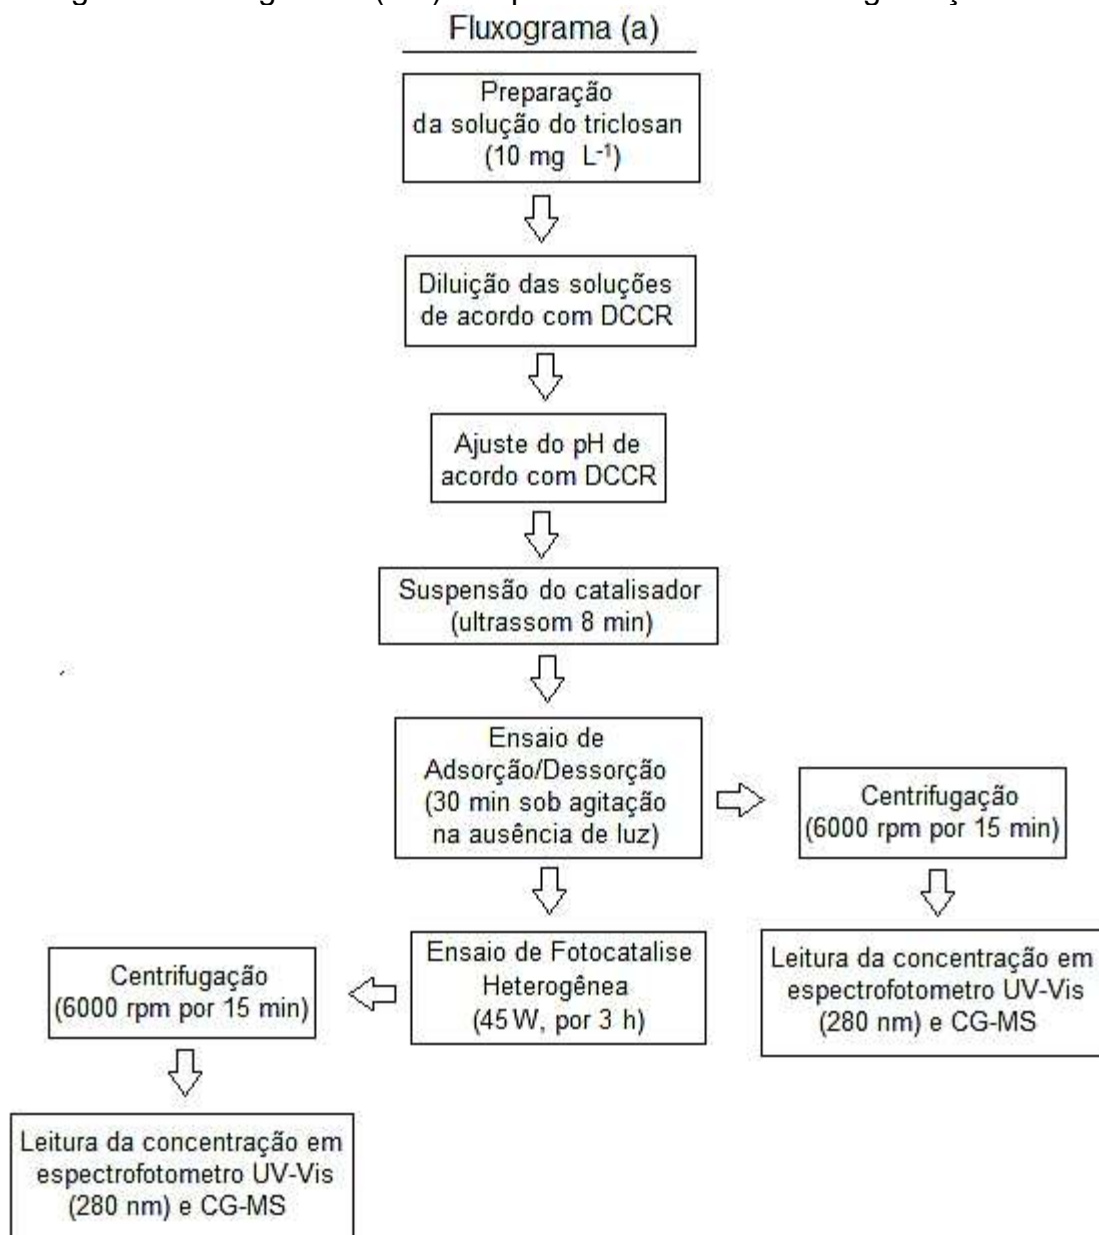 Fluxograma (a)
Preparação
da solução do triclosan
(10 mg L⁻¹)
Diluição das soluções
de acordo com DCCR
Ajuste do pH de
acordo com DCCR
Suspensão do catalisador
(ultrassom 8 min)
Ensaio de
Adsorção/Dessorção
(30 min sob agitação
na ausência de luz)
Centrifugação
(6000 rpm por 15 min)
Leitura da concentração em
espectrofotometro UV-Vis
(280 nm) e CG-MS
Ensaio de Fotocatalise
Heterogênea
(45 W, por 3 h)
Centrifugação
(6000 rpm por 15 min)
Leitura da concentração em
espectrofotometro UV-Vis
(280 nm) e CG-MS